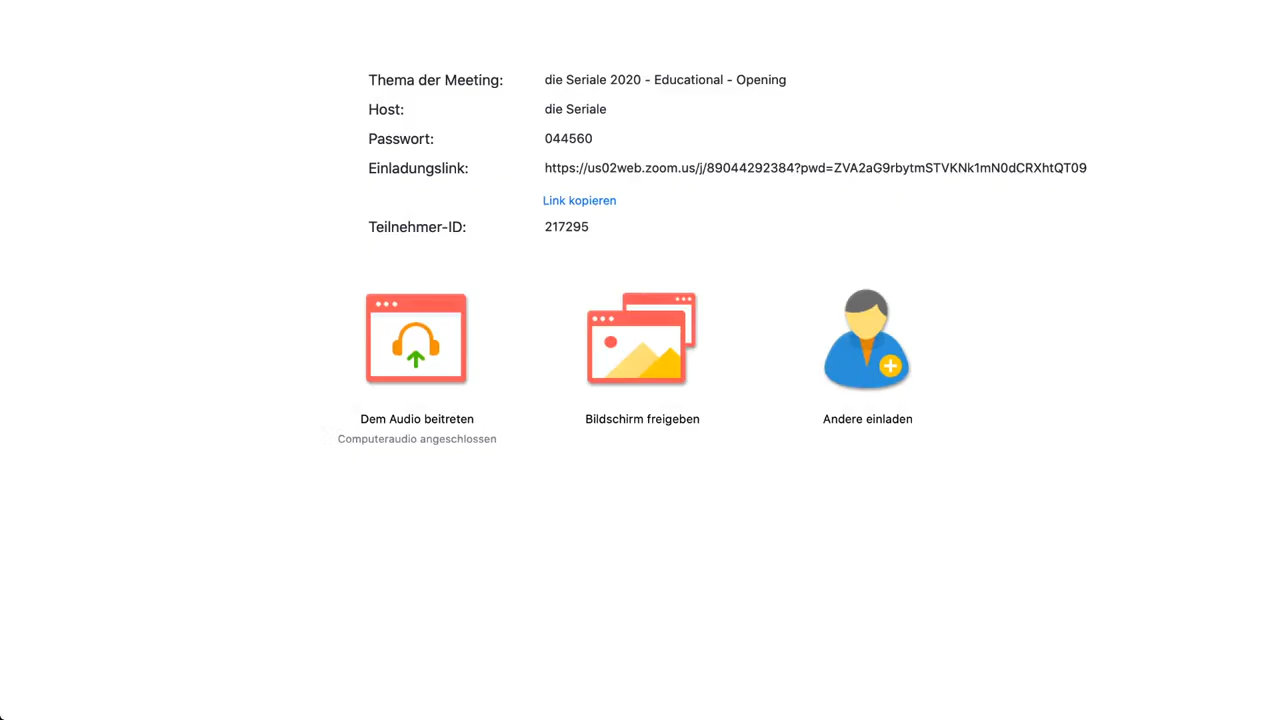 Thema der Meeting: die Seriale 2020 - Educational - Opening
Host: die Seriale
Passwort: 044560
Einladungslink: https://us02web.zoom.us/j/89044292384?pwd=ZVA2aG9rbytmSTVKNk1mN0dCRXhtQT09
Link kopieren
Teilnehmer-ID: 217295
Dem Audio beitreten Bildschirm freigeben Andere einladen
Computeraudio angeschlossen